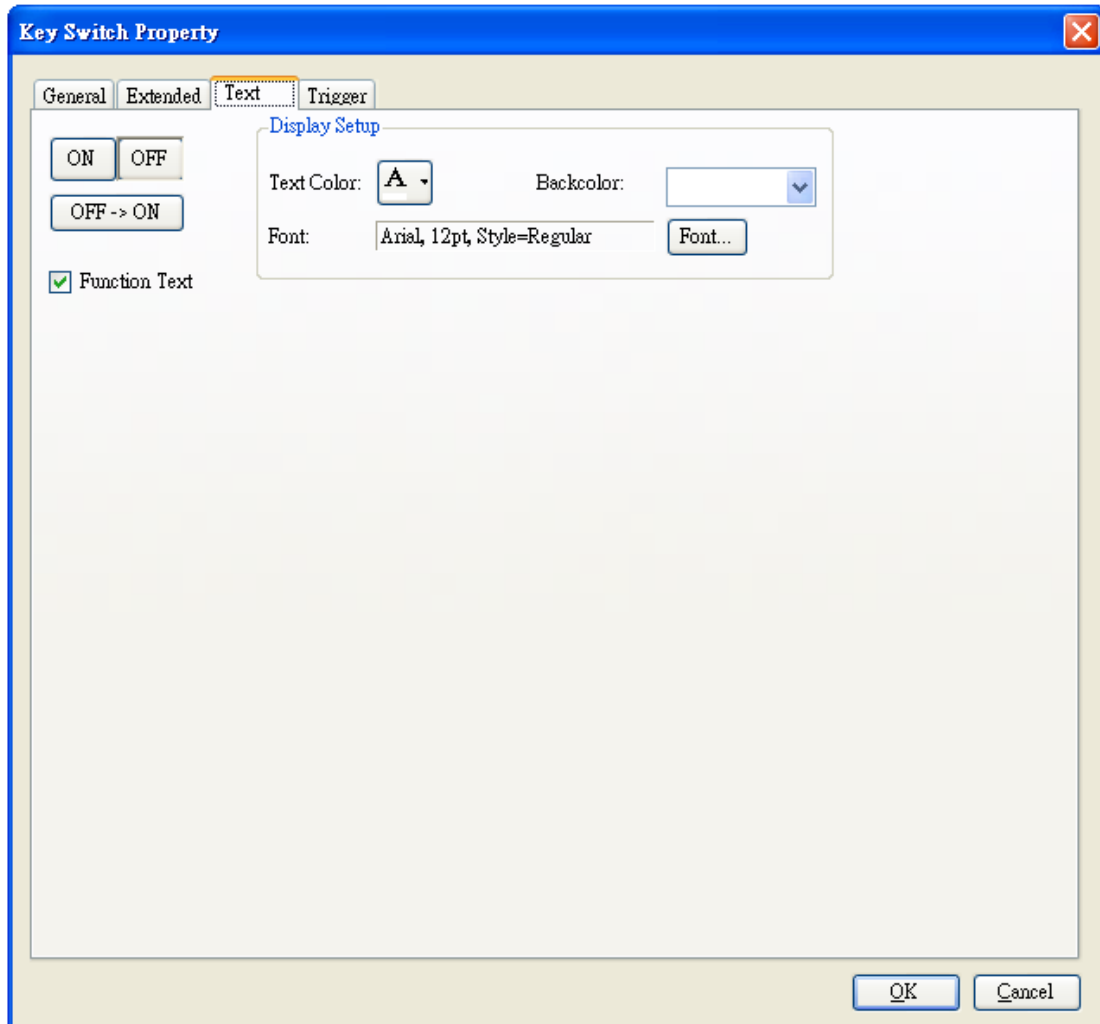 Key Switch Property
General Extended Text Trigger
ON OFF
OFF -> ON
Function Text
Display Setup
Text Color: A Backcolor:
Font: Arial, 12pt, Style=Regular Font...
OK Cancel